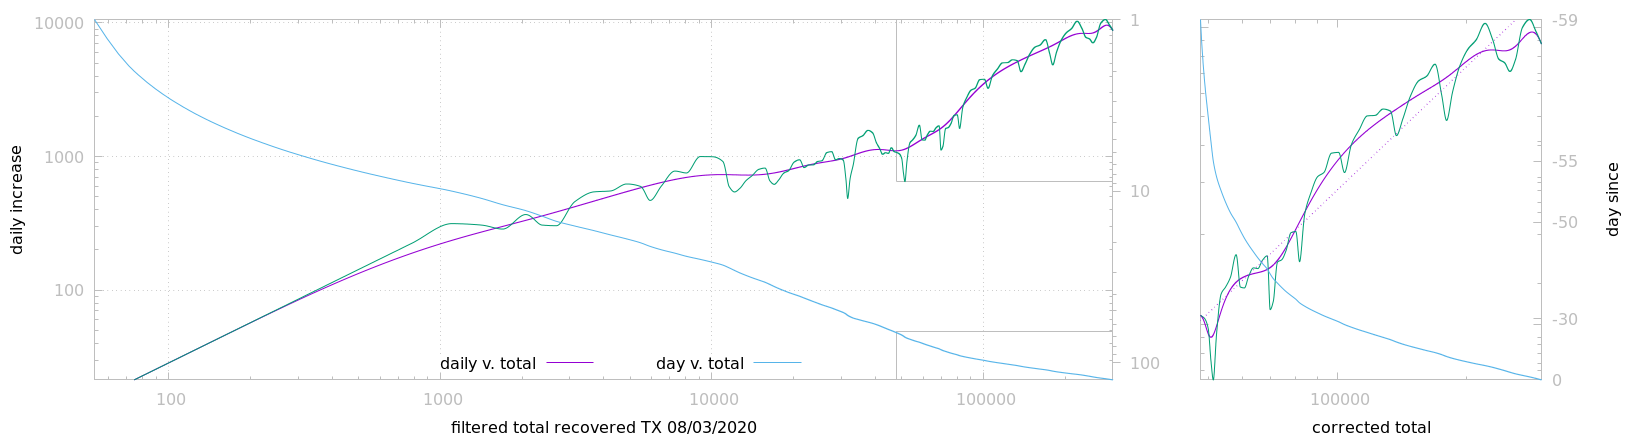 10000
1000
100
daily increase
100
1000
10000
100000
filtered total recovered TX 08/03/2020
daily v. total
day v. total
1
10
100
-59
-55
-50
-30
0
day since
100000
corrected total